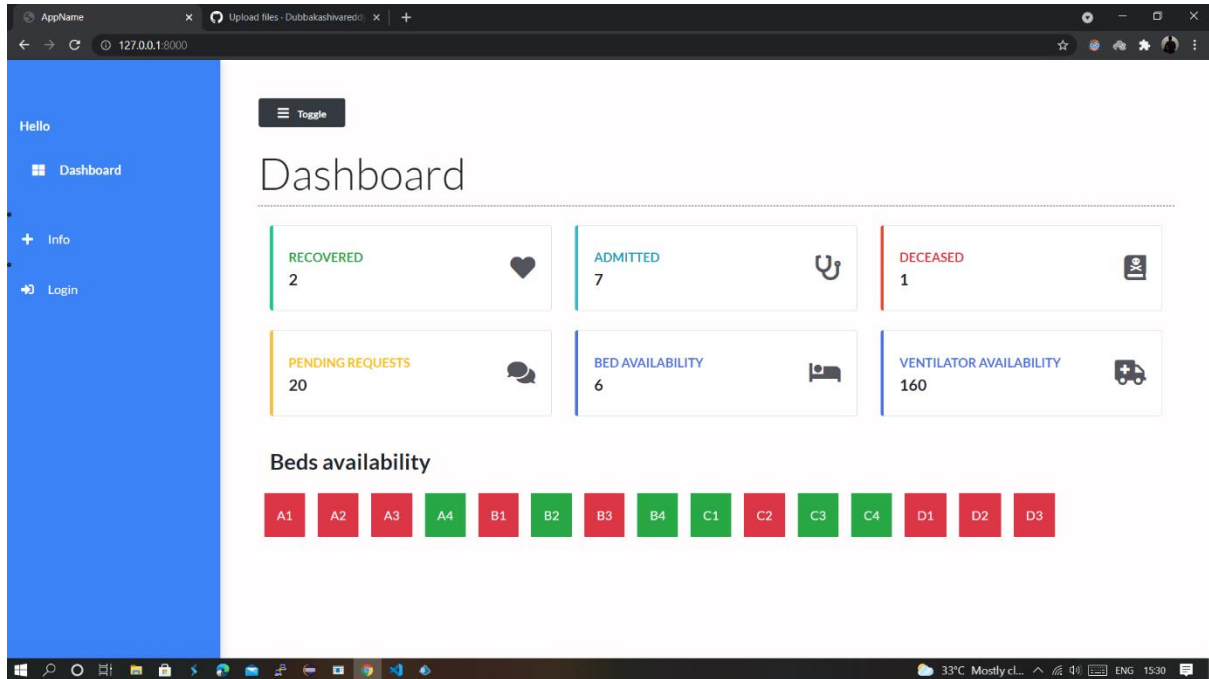 AppName
Upload files · Dubbakashivareddy
127.0.0.1:8000
Hello
Dashboard
Info
Login
Toggle
Dashboard
RECOVERED
2
ADMITTED
7
DECEASED
1
PENDING REQUESTS
20
BED AVAILABILITY
6
VENTILATOR AVAILABILITY
160
Beds availability
A1 A2 A3 A4 B1 B2 B3 B4 C1 C2 C3 C4 D1 D2 D3
33°C Mostly cl... ENG 15:30